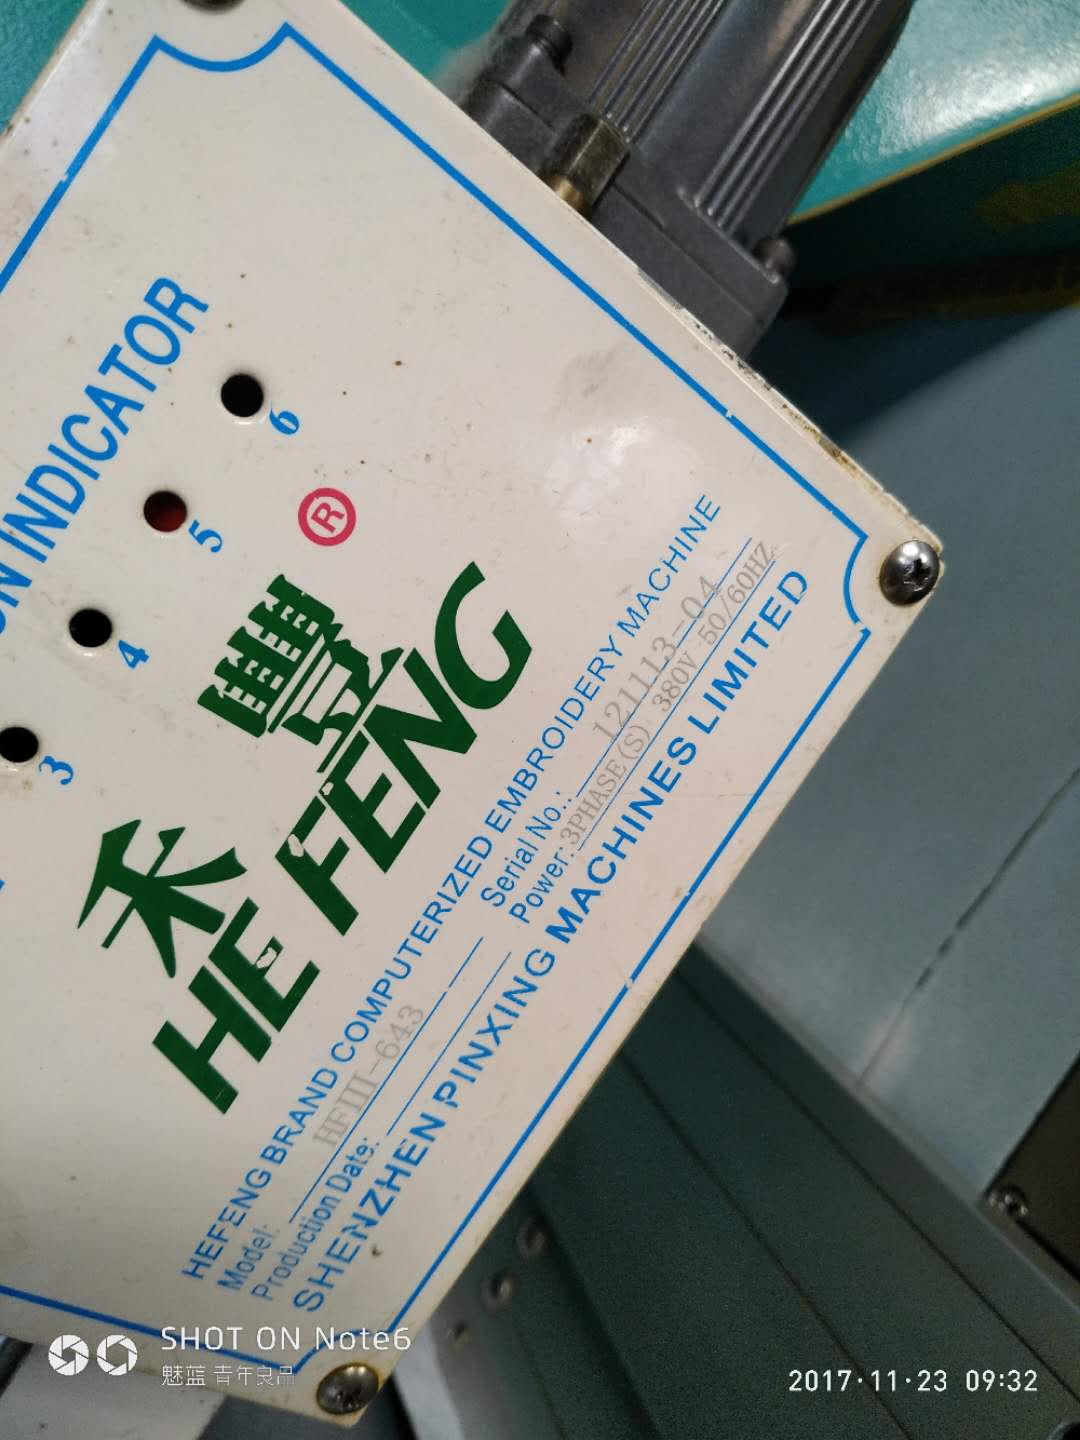 ON INDICATOR
3
4
5
6
®
禾豐
HE FENG
HEFENG BRAND COMPUTERIZED EMBROIDERY MACHINE
Model: HFIII-643 Serial No.: 121113-04
Production Date: Power: 3PHASE(S) 380V 50/60HZ
SHENZHEN PINXING MACHINES LIMITED
SHOT ON Note6
魅蓝 青年良品
2017·11·23 09:32